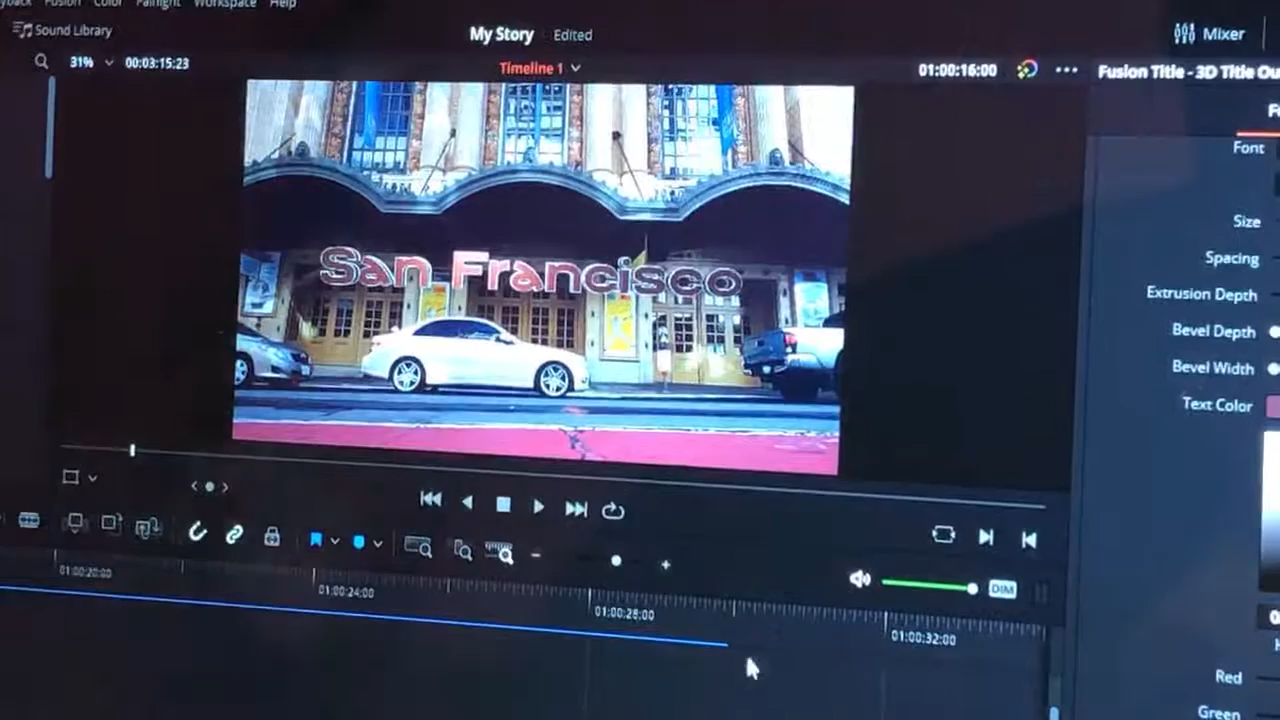 Fusion Color Fairlight Workspace Help
Sound Library
My Story Edited
Mixer
31% 00:03:15:23
Timeline 1
01:00:16:00
Fusion Title - 3D Title
Font
San Francisco
Size
Spacing
Extrusion Depth
Bevel Depth
Bevel Width
Text Color
01:00:20:00
01:00:24:00
01:00:28:00
01:00:32:00
DIM
Red
Green